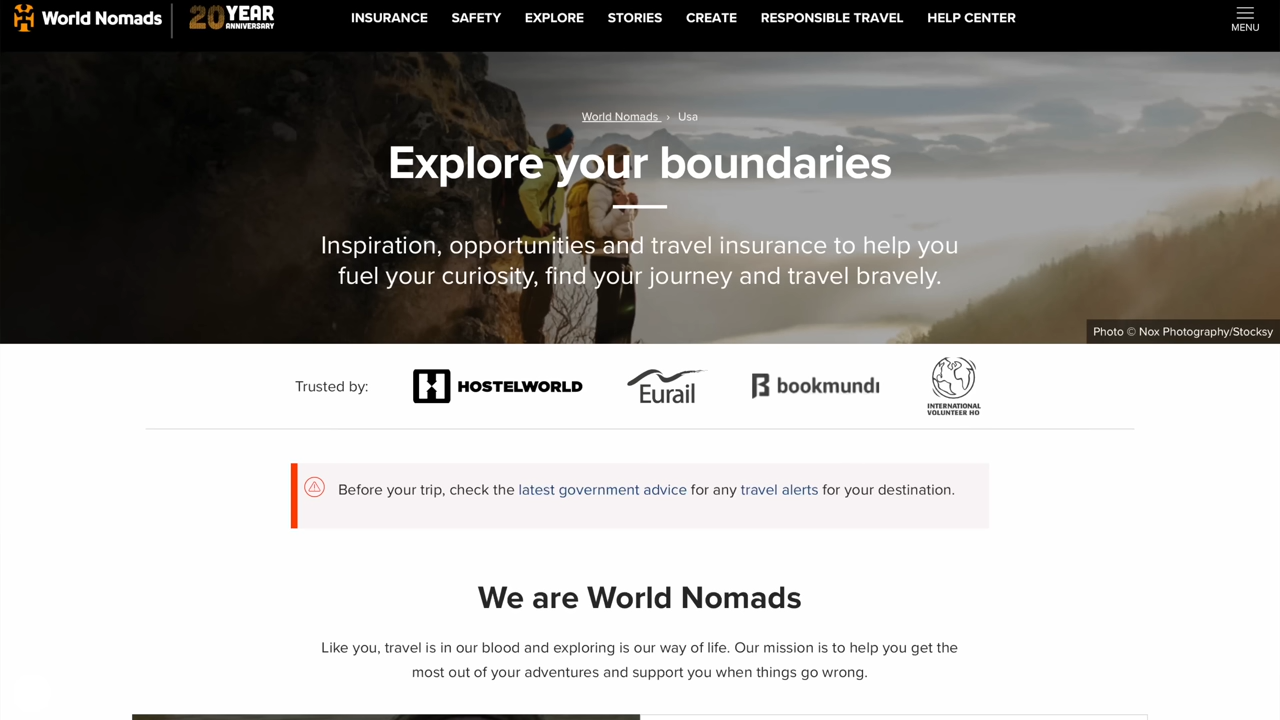 World Nomads
20 YEAR ANNIVERSARY
INSURANCE SAFETY EXPLORE STORIES CREATE RESPONSIBLE TRAVEL HELP CENTER
MENU
World Nomads › Usa
Explore your boundaries
Inspiration, opportunities and travel insurance to help you
fuel your curiosity, find your journey and travel bravely.
Photo © Nox Photography/Stocksy
Trusted by:
HOSTELWORLD
Eurail
bookmundi
INTERNATIONAL
VOLUNTEER HQ
Before your trip, check the latest government advice for any travel alerts for your destination.
We are World Nomads
Like you, travel is in our blood and exploring is our way of life. Our mission is to help you get the
most out of your adventures and support you when things go wrong.